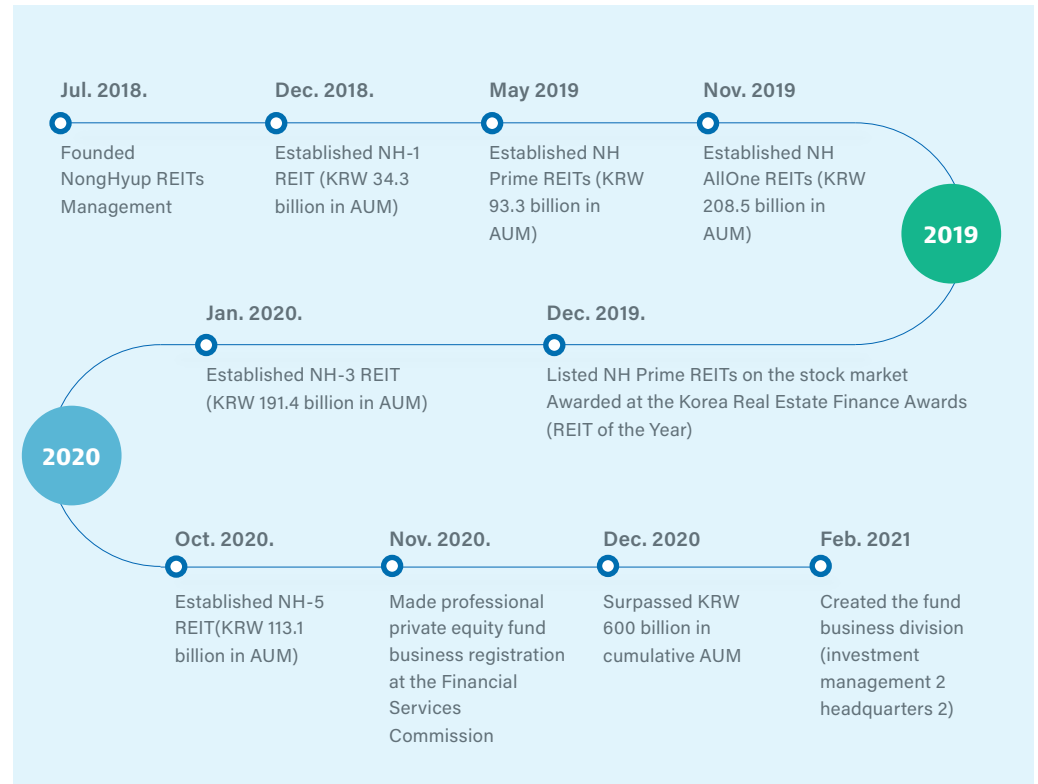 Jul. 2018.
Founded
NongHyup REITs
Management
Dec. 2018.
Established NH-1
REIT (KRW 34.3
billion in AUM)
May 2019
Established NH
Prime REITs (KRW
93.3 billion in
AUM)
Nov. 2019
Established NH
AllOne REITs (KRW
208.5 billion in
AUM)
2019
Dec. 2019.
Listed NH Prime REITs on the stock market
Awarded at the Korea Real Estate Finance Awards
(REIT of the Year)
Jan. 2020.
Established NH-3 REIT
(KRW 191.4 billion in AUM)
2020
Oct. 2020.
Established NH-5
REIT(KRW 113.1
billion in AUM)
Nov. 2020.
Made professional
private equity fund
business registration
at the Financial
Services
Commission
Dec. 2020
Surpassed KRW
600 billion in
cumulative AUM
Feb. 2021
Created the fund
business division
(investment
management 2
headquarters 2)